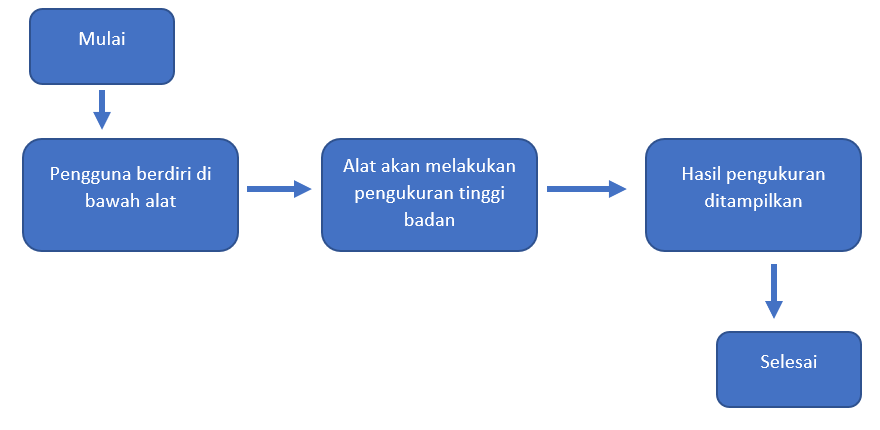 Mulai
Pengguna berdiri di
bawah alat
Alat akan melakukan
pengukuran tinggi
badan
Hasil pengukuran
ditampilkan
Selesai